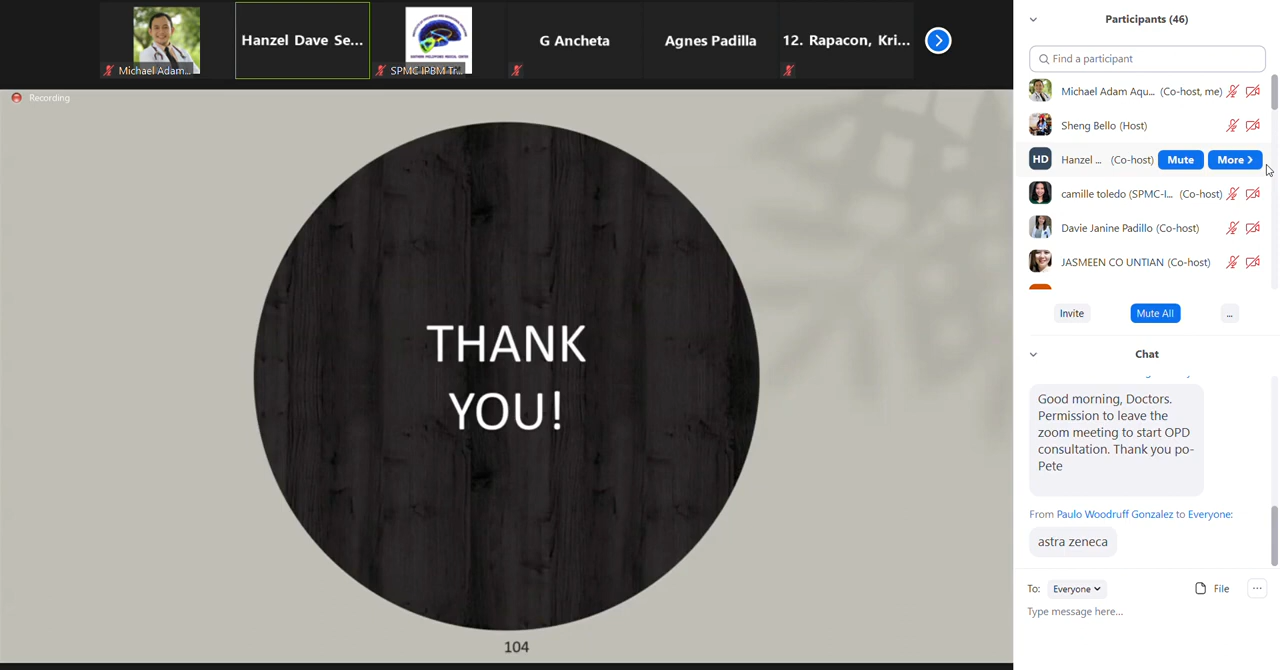 Michael Adam...
Hanzel Dave Se...
SPMC IPBM Tr...
G Ancheta
Agnes Padilla
12. Rapacon, Kri...
Recording
THANK
YOU!
104
Participants (46)
Find a participant
Michael Adam Aqu... (Co-host, me)
Sheng Bello (Host)
HD Hanzel ... (Co-host) Mute More >
camille toledo (SPMC-I... (Co-host)
Davie Janine Padillo (Co-host)
JASMEEN CO UNTIAN (Co-host)
Invite Mute All ...
Chat
Good morning, Doctors.
Permission to leave the
zoom meeting to start OPD
consultation. Thank you po-
Pete
From Paulo Woodruff Gonzalez to Everyone:
astra zeneca
To: Everyone File ...
Type message here...